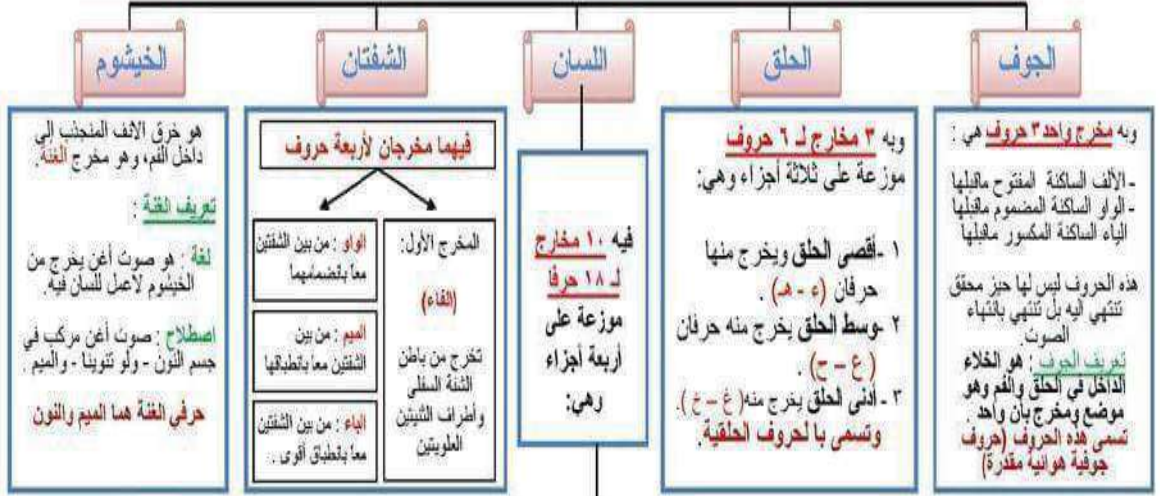 الجوف
وبه مخرج واحد ٣ حروف هي :
- الألف الساكنة المفتوح ماقبلها
- الواو الساكنة المضموم ماقبلها
الياء الساكنة المكسور ماقبلها
هذه الحروف ليس لها حيز محقق
تنتهي اليه بل تنتهي بانتهاء
الصوت.
تعريف الجوف : هو الخلاء
الداخل في الحلق والفم وهو
موضع ومخرج بأن واحد .
تسمى هذه الحروف (حروف
جوفية هوائية مقدرة)
الحلق
وبه ٣ مخارج لـ ٦ حروف
موزعة على ثلاثة أجزاء وهي:
١ -أقصى الحلق ويخرج منها
حرفان (ء - هـ) .
٢ -وسط الحلق يخرج منه حرفان
( ع – ح) .
٣ - أدنى الحلق يخرج منه( غ – خ ).
وتسمى با لحروف الحلقية.
اللسان
فيه ١٠ مخارج
لـ ١٨ حرفا
موزعة على
أربعة أجزاء
وهي:
الشفتان
فيهما مخرجان لأربعة حروف
المخرج الأول:
(الفاء)
تخرج من باطن
الشفة السفلى
وأطراف الثنيتين
العلويتين
الواو : من بين الشفتين
معا بانضمامهما
الميم : من بين
الشفتين معا بانطباقها
الباء : من بين الشفتين
معا بانطباق أقوى .
الخيشوم
هو خرق الانف المنجذب إلى
داخل الفم، وهو مخرج الغنة.
تعريف الغنة :
لغة : هو صوت أغن يخرج من
الخيشوم لاعمل للسان فيه.
اصطلاح : صوت أغن مركب في
جسم النون - ولو تنوينا - والميم .
حرفي الغنة هما الميم والنون